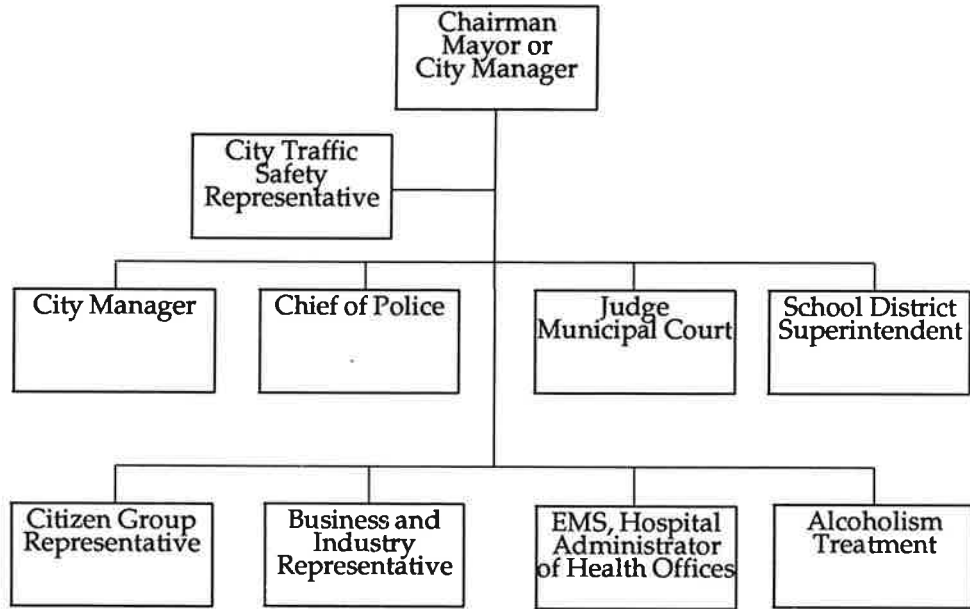 Chairman
Mayor or
City Manager
City Traffic
Safety
Representative
City Manager
Chief of Police
Judge
Municipal Court
School District
Superintendent
Citizen Group
Representative
Business and
Industry
Representative
EMS, Hospital
Administrator
of Health Offices
Alcoholism
Treatment